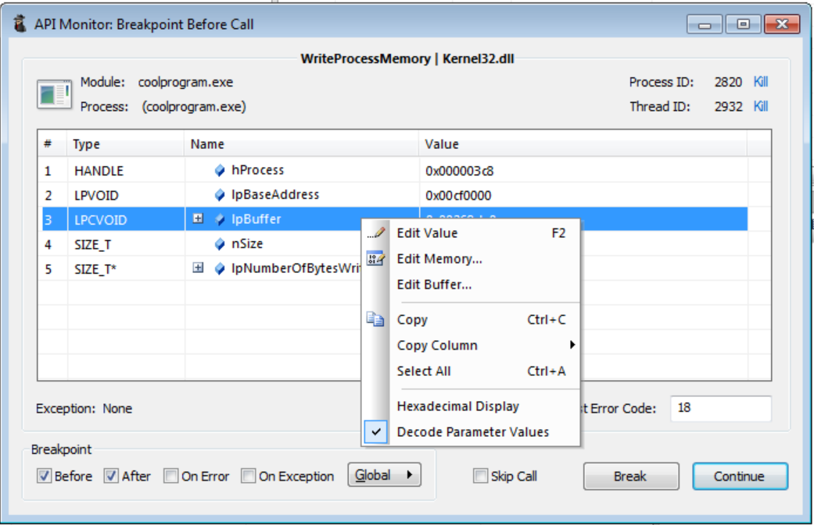 API Monitor: Breakpoint Before Call
WriteProcessMemory | Kernel32.dll
Module: coolprogram.exe Process ID: 2820 Kill
Process: (coolprogram.exe) Thread ID: 2932 Kill
# Type Name Value
1 HANDLE hProcess 0x000003c8
2 LPVOID lpBaseAddress 0x00cf0000
3 LPCVOID lpBuffer
4 SIZE_T nSize
5 SIZE_T* lpNumberOfBytesWri
Edit Value F2
Edit Memory...
Edit Buffer...
Copy Ctrl+C
Copy Column
Select All Ctrl+A
Hexadecimal Display
Decode Parameter Values
Exception: None t Error Code: 18
Breakpoint
Before After On Error On Exception Global Skip Call Break Continue